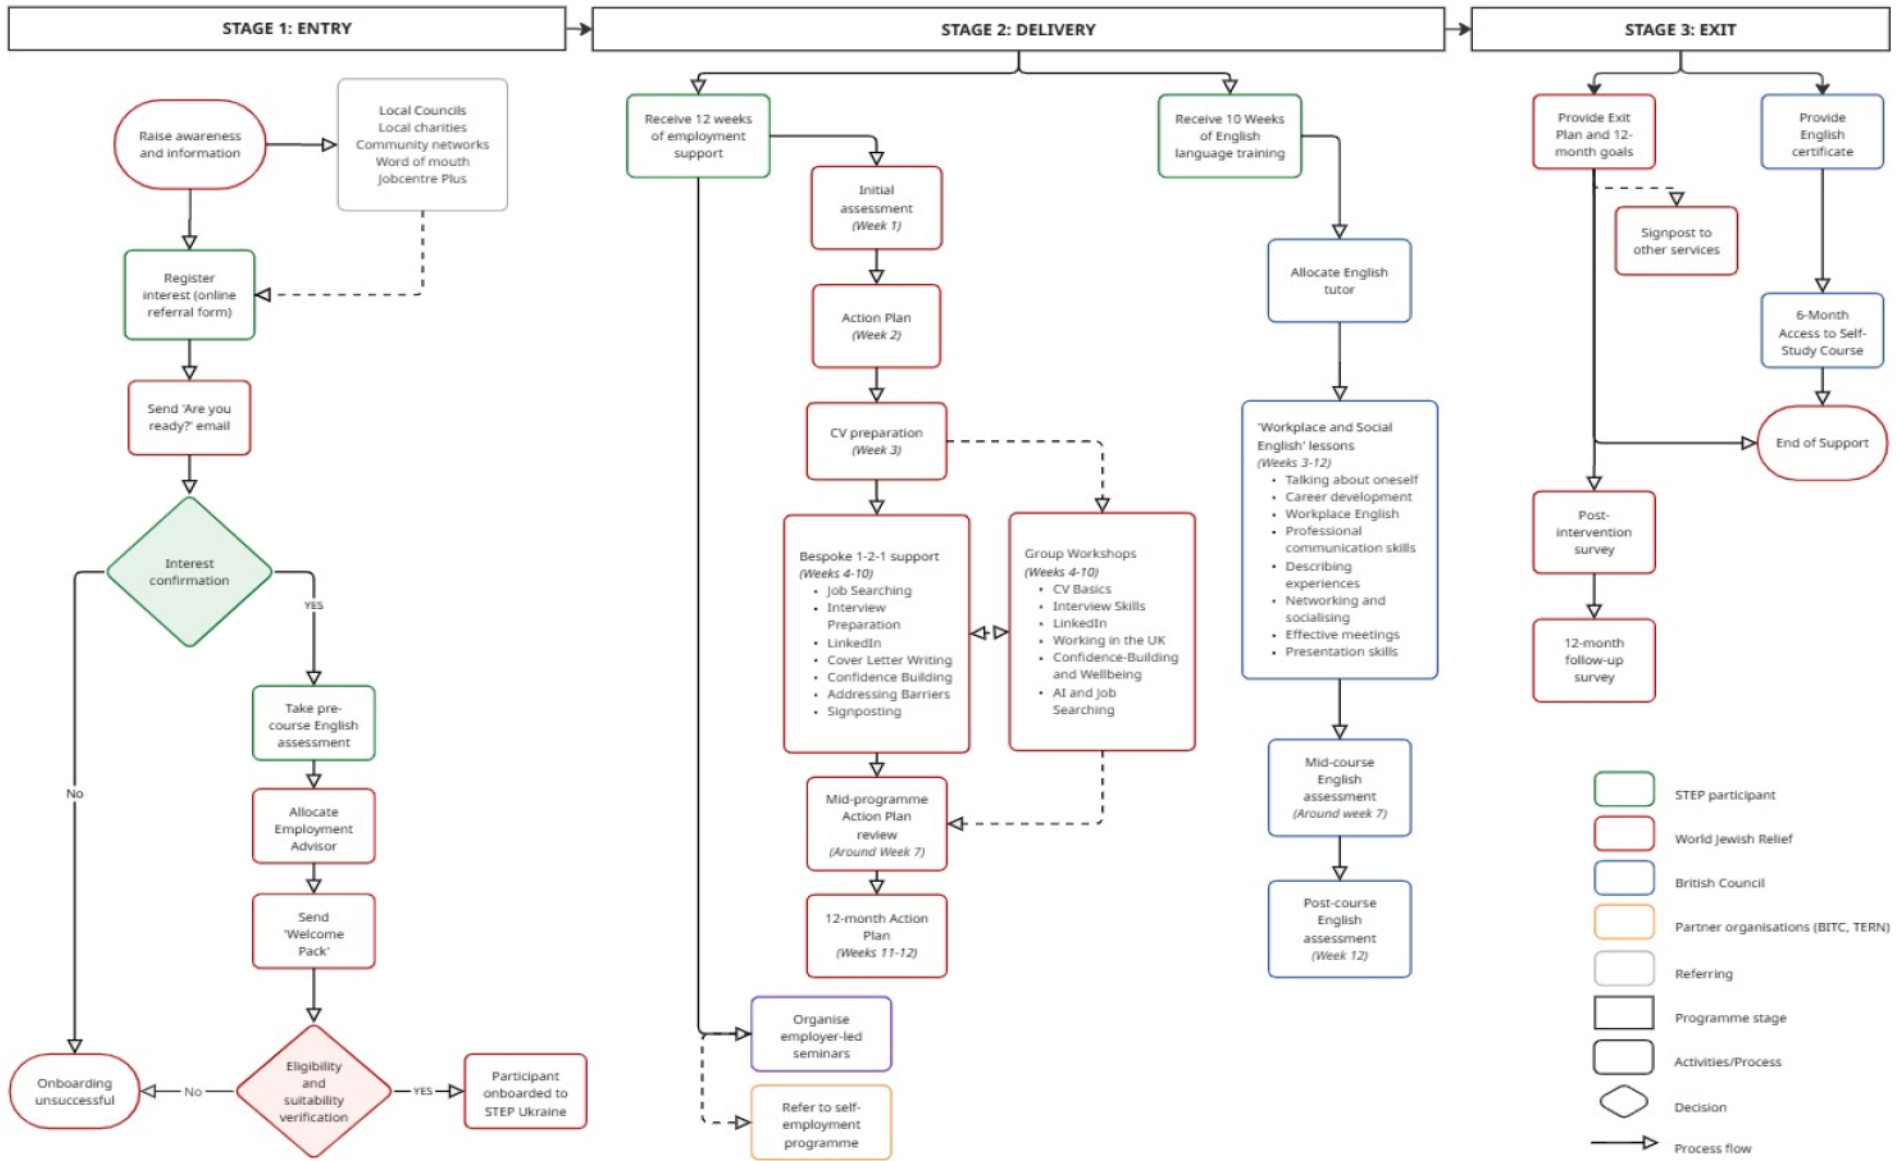 STAGE 1: ENTRY
STAGE 2: DELIVERY
STAGE 3: EXIT
Raise awareness
and information
Local Councils
Local charities
Community networks
Word of mouth
Jobcentre Plus
Register
interest (online
referral form)
Send 'Are you
ready?' email
Interest
confirmation
YES
No
Take pre-
course English
assessment
Allocate
Employment
Advisor
Send
'Welcome
Pack'
Eligibility
and
suitability
verification
No
YES
Onboarding
unsuccessful
Participant
onboarded to
STEP Ukraine
Receive 12 weeks
of employment
support
Initial
assessment
(Week 1)
Action Plan
(Week 2)
CV preparation
(Week 3)
Bespoke 1-2-1 support
(Weeks 4-10)
• Job Searching
• Interview
Preparation
• LinkedIn
• Cover Letter Writing
• Confidence Building
• Addressing Barriers
• Signposting
Group Workshops
(Weeks 4-10)
• CV Basics
• Interview Skills
• LinkedIn
• Working in the UK
• Confidence-Building
and Wellbeing
• AI and Job
Searching
Mid-programme
Action Plan
review
(Around Week 7)
12-month Action
Plan
(Weeks 11-12)
Organise
employer-led
seminars
Refer to self-
employment
programme
Receive 10 Weeks
of English
language training
Allocate English
tutor
'Workplace and Social
English' lessons
(Weeks 3-12)
• Talking about oneself
• Career development
• Workplace English
• Professional
communication skills
• Describing
experiences
• Networking and
socialising
• Effective meetings
• Presentation skills
Mid-course
English
assessment
(Around week 7)
Post-course
English
assessment
(Week 12)
Provide Exit
Plan and 12-
month goals
Signpost to
other services
Provide
English
certificate
6-Month
Access to Self-
Study Course
End of Support
Post-
intervention
survey
12-month
follow-up
survey
STEP participant
World Jewish Relief
British Council
Partner organisations (BITC, TERN)
Referring
Programme stage
Activities/Process
Decision
Process flow